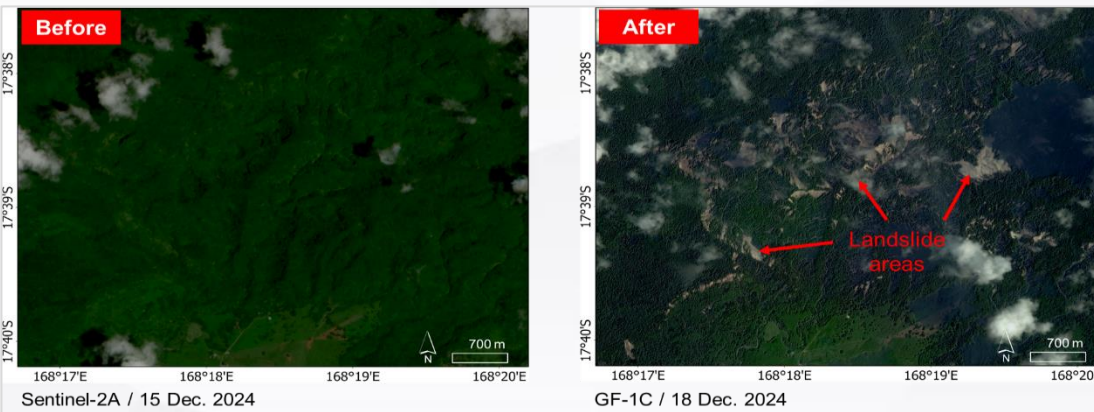 Before
After
17°38'S
17°39'S
17°40'S
17°38'S
17°39'S
17°40'S
Landslide
areas
N
700 m
N
700 m
168°17'E
168°18'E
168°19'E
168°20'E
168°17'E
168°18'E
168°19'E
168°20
Sentinel-2A / 15 Dec. 2024
GF-1C / 18 Dec. 2024